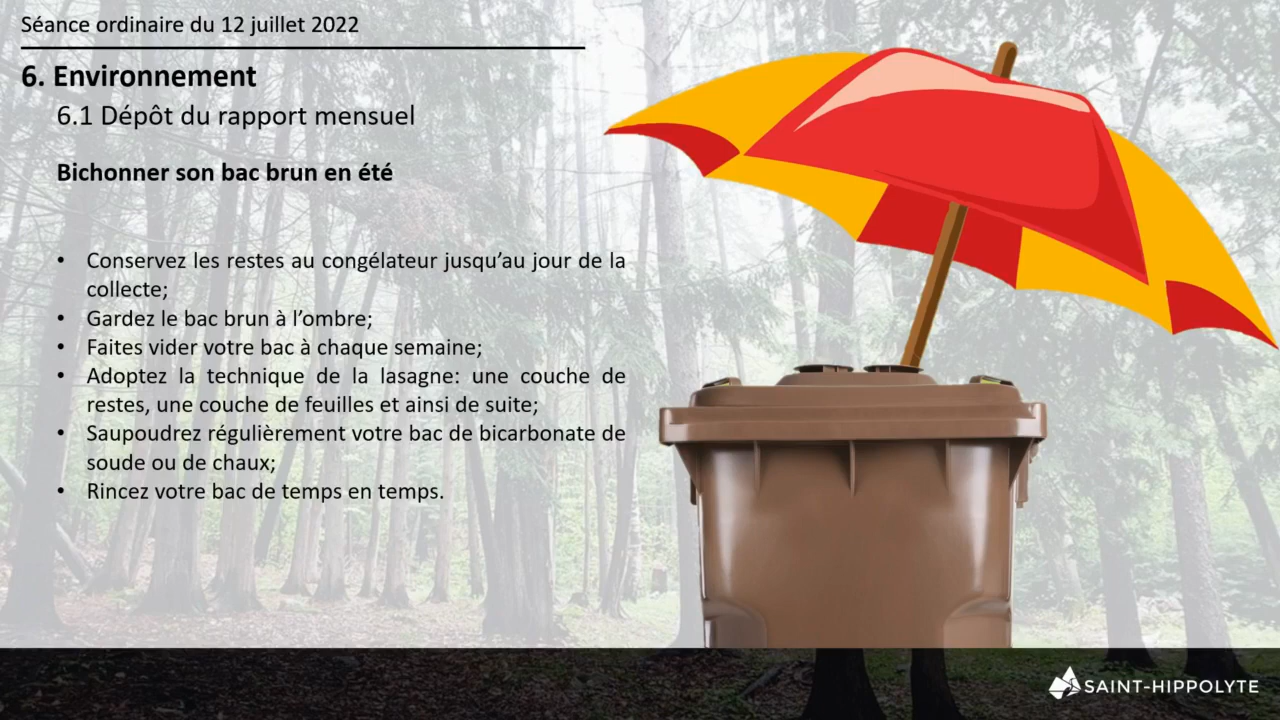 Séance ordinaire du 12 juillet 2022
6. Environnement
6.1 Dépôt du rapport mensuel
Bichonner son bac brun en été
• Conservez les restes au congélateur jusqu’au jour de la
collecte;
• Gardez le bac brun à l’ombre;
• Faites vider votre bac à chaque semaine;
• Adoptez la technique de la lasagne: une couche de
restes, une couche de feuilles et ainsi de suite;
• Saupoudrez régulièrement votre bac de bicarbonate de
soude ou de chaux;
• Rincez votre bac de temps en temps.
SAINT-HIPPOLYTE